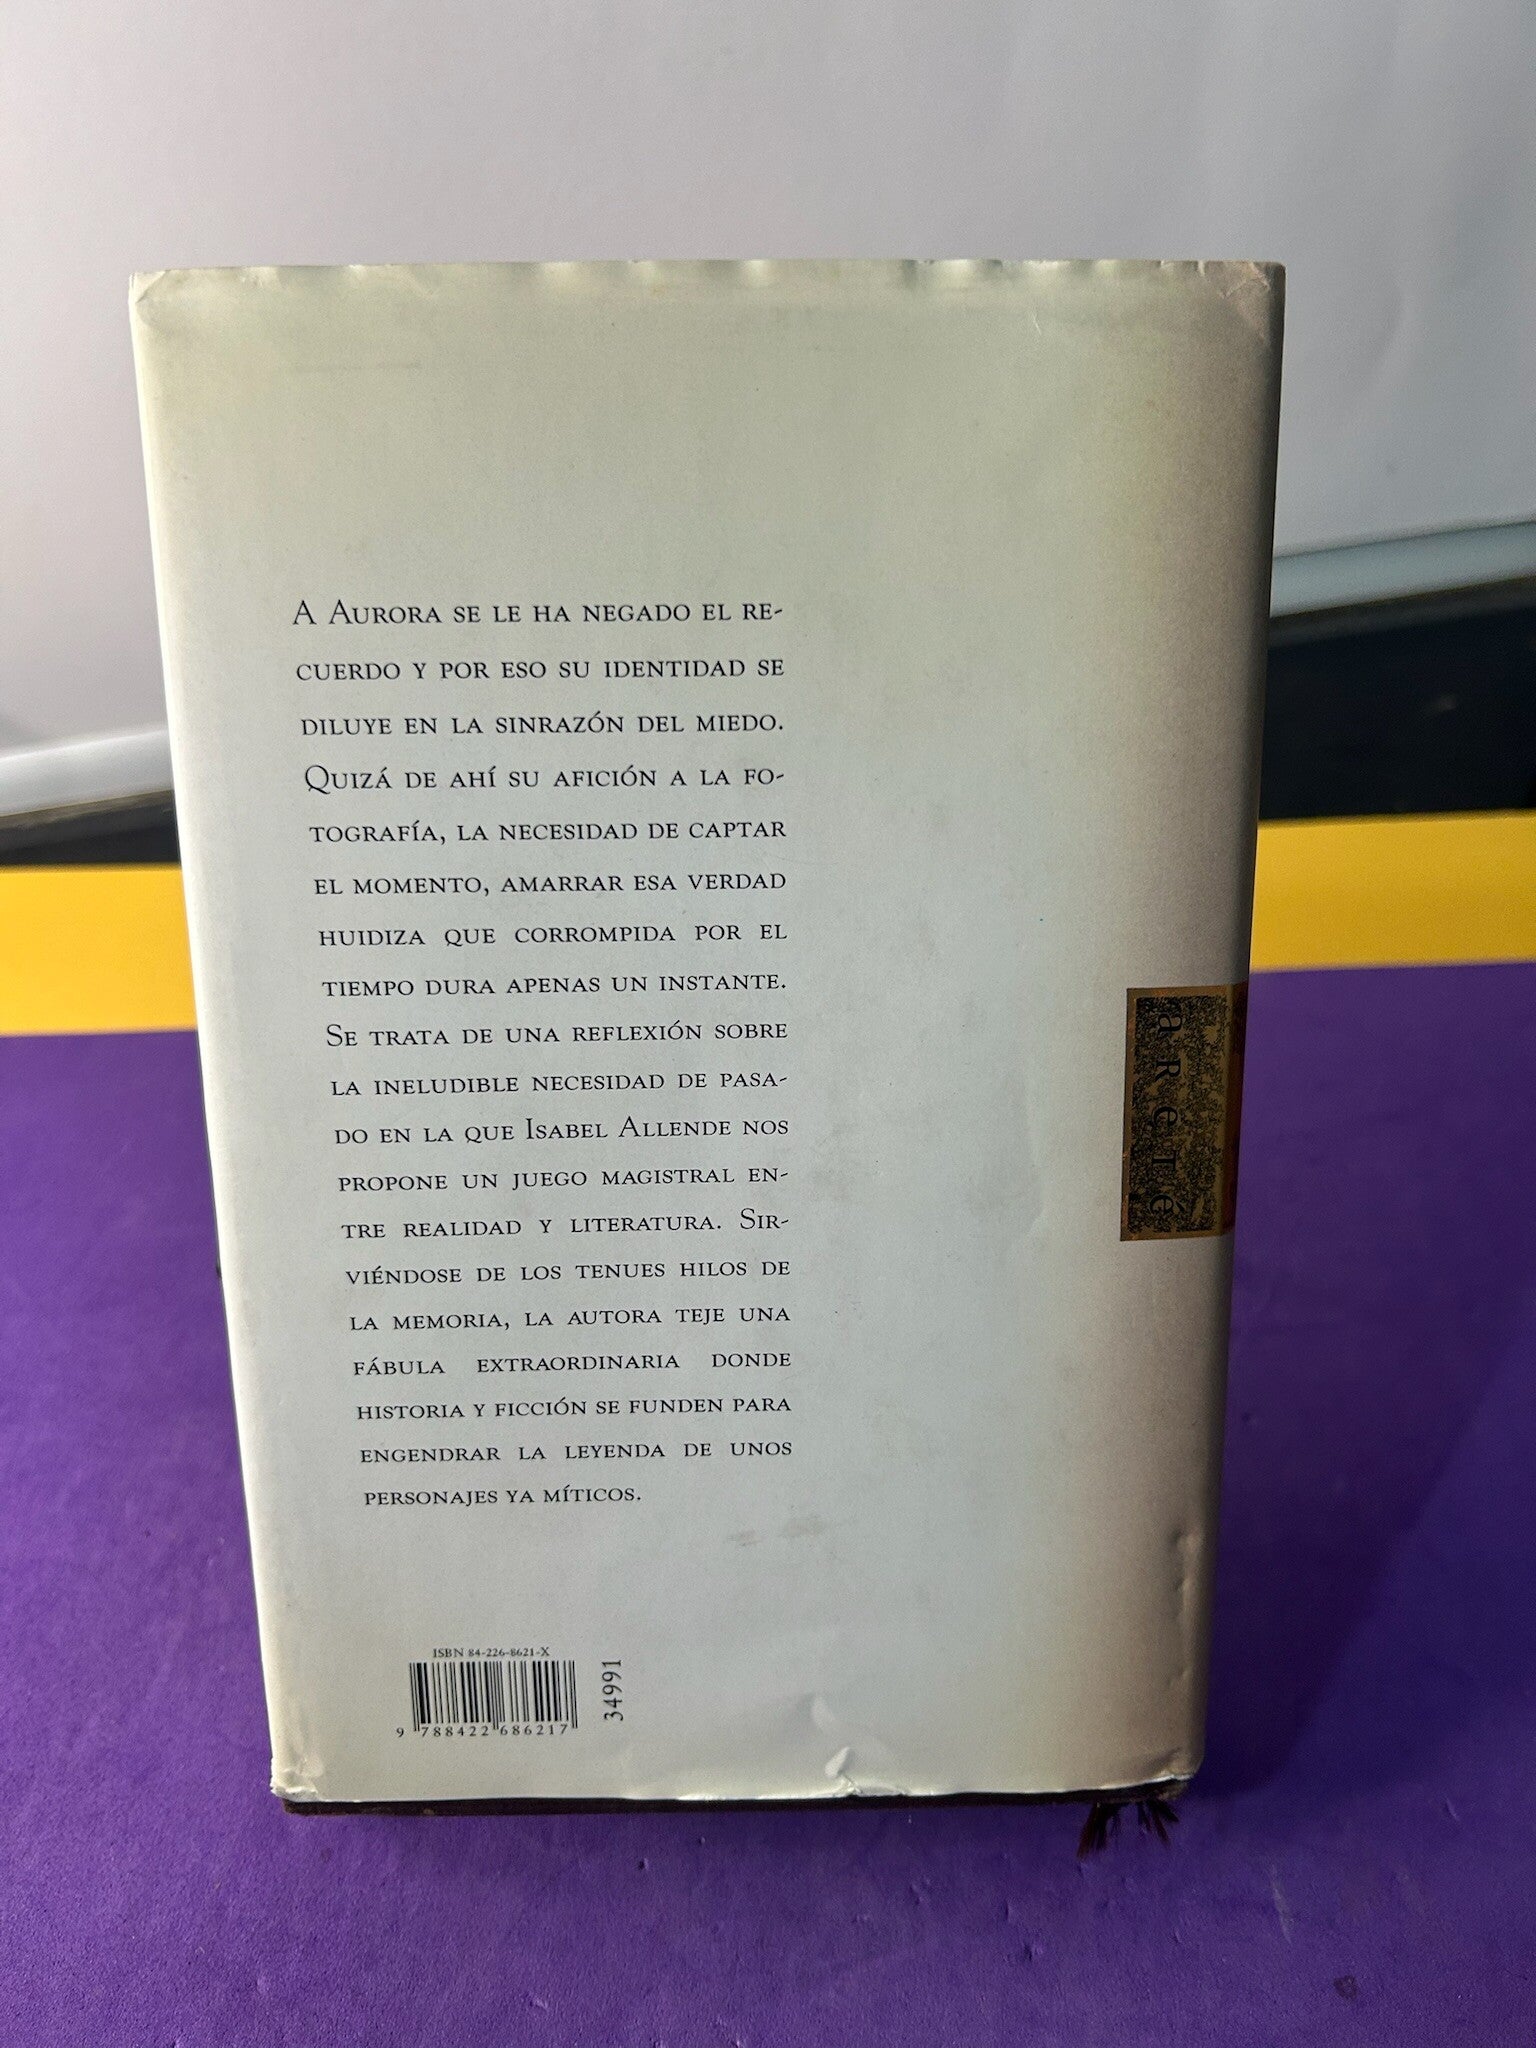 A Aurora se le ha negado el re-
cuerdo y por eso su identidad se
diluye en la sinrazón del miedo.
Quizá de ahí su afición a la fo-
tografía, la necesidad de captar
el momento, amarrar esa verdad
huidiza que corrompida por el
tiempo dura apenas un instante.
Se trata de una reflexión sobre
la ineludible necesidad de pasa-
do en la que Isabel Allende nos
propone un juego magistral en-
tre realidad y literatura. Sir-
viéndose de los tenues hilos de
la memoria, la autora teje una
fábula extraordinaria donde
historia y ficción se funden para
engendrar la leyenda de unos
personajes ya míticos.
areté
ISBN 84-226-8621-X
9 788422 686217
34991